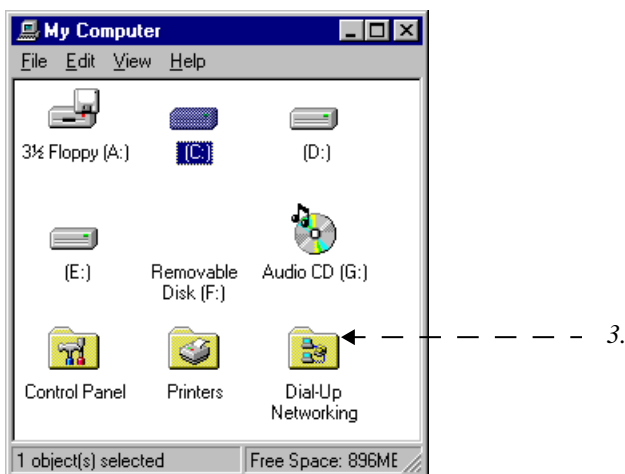 My Computer
File Edit View Help
3½ Floppy (A:) (C:) (D:)
(E:) Removable Disk (F:) Audio CD (G:)
3.
Control Panel Printers Dial-Up Networking
1 object(s) selected Free Space: 896ME